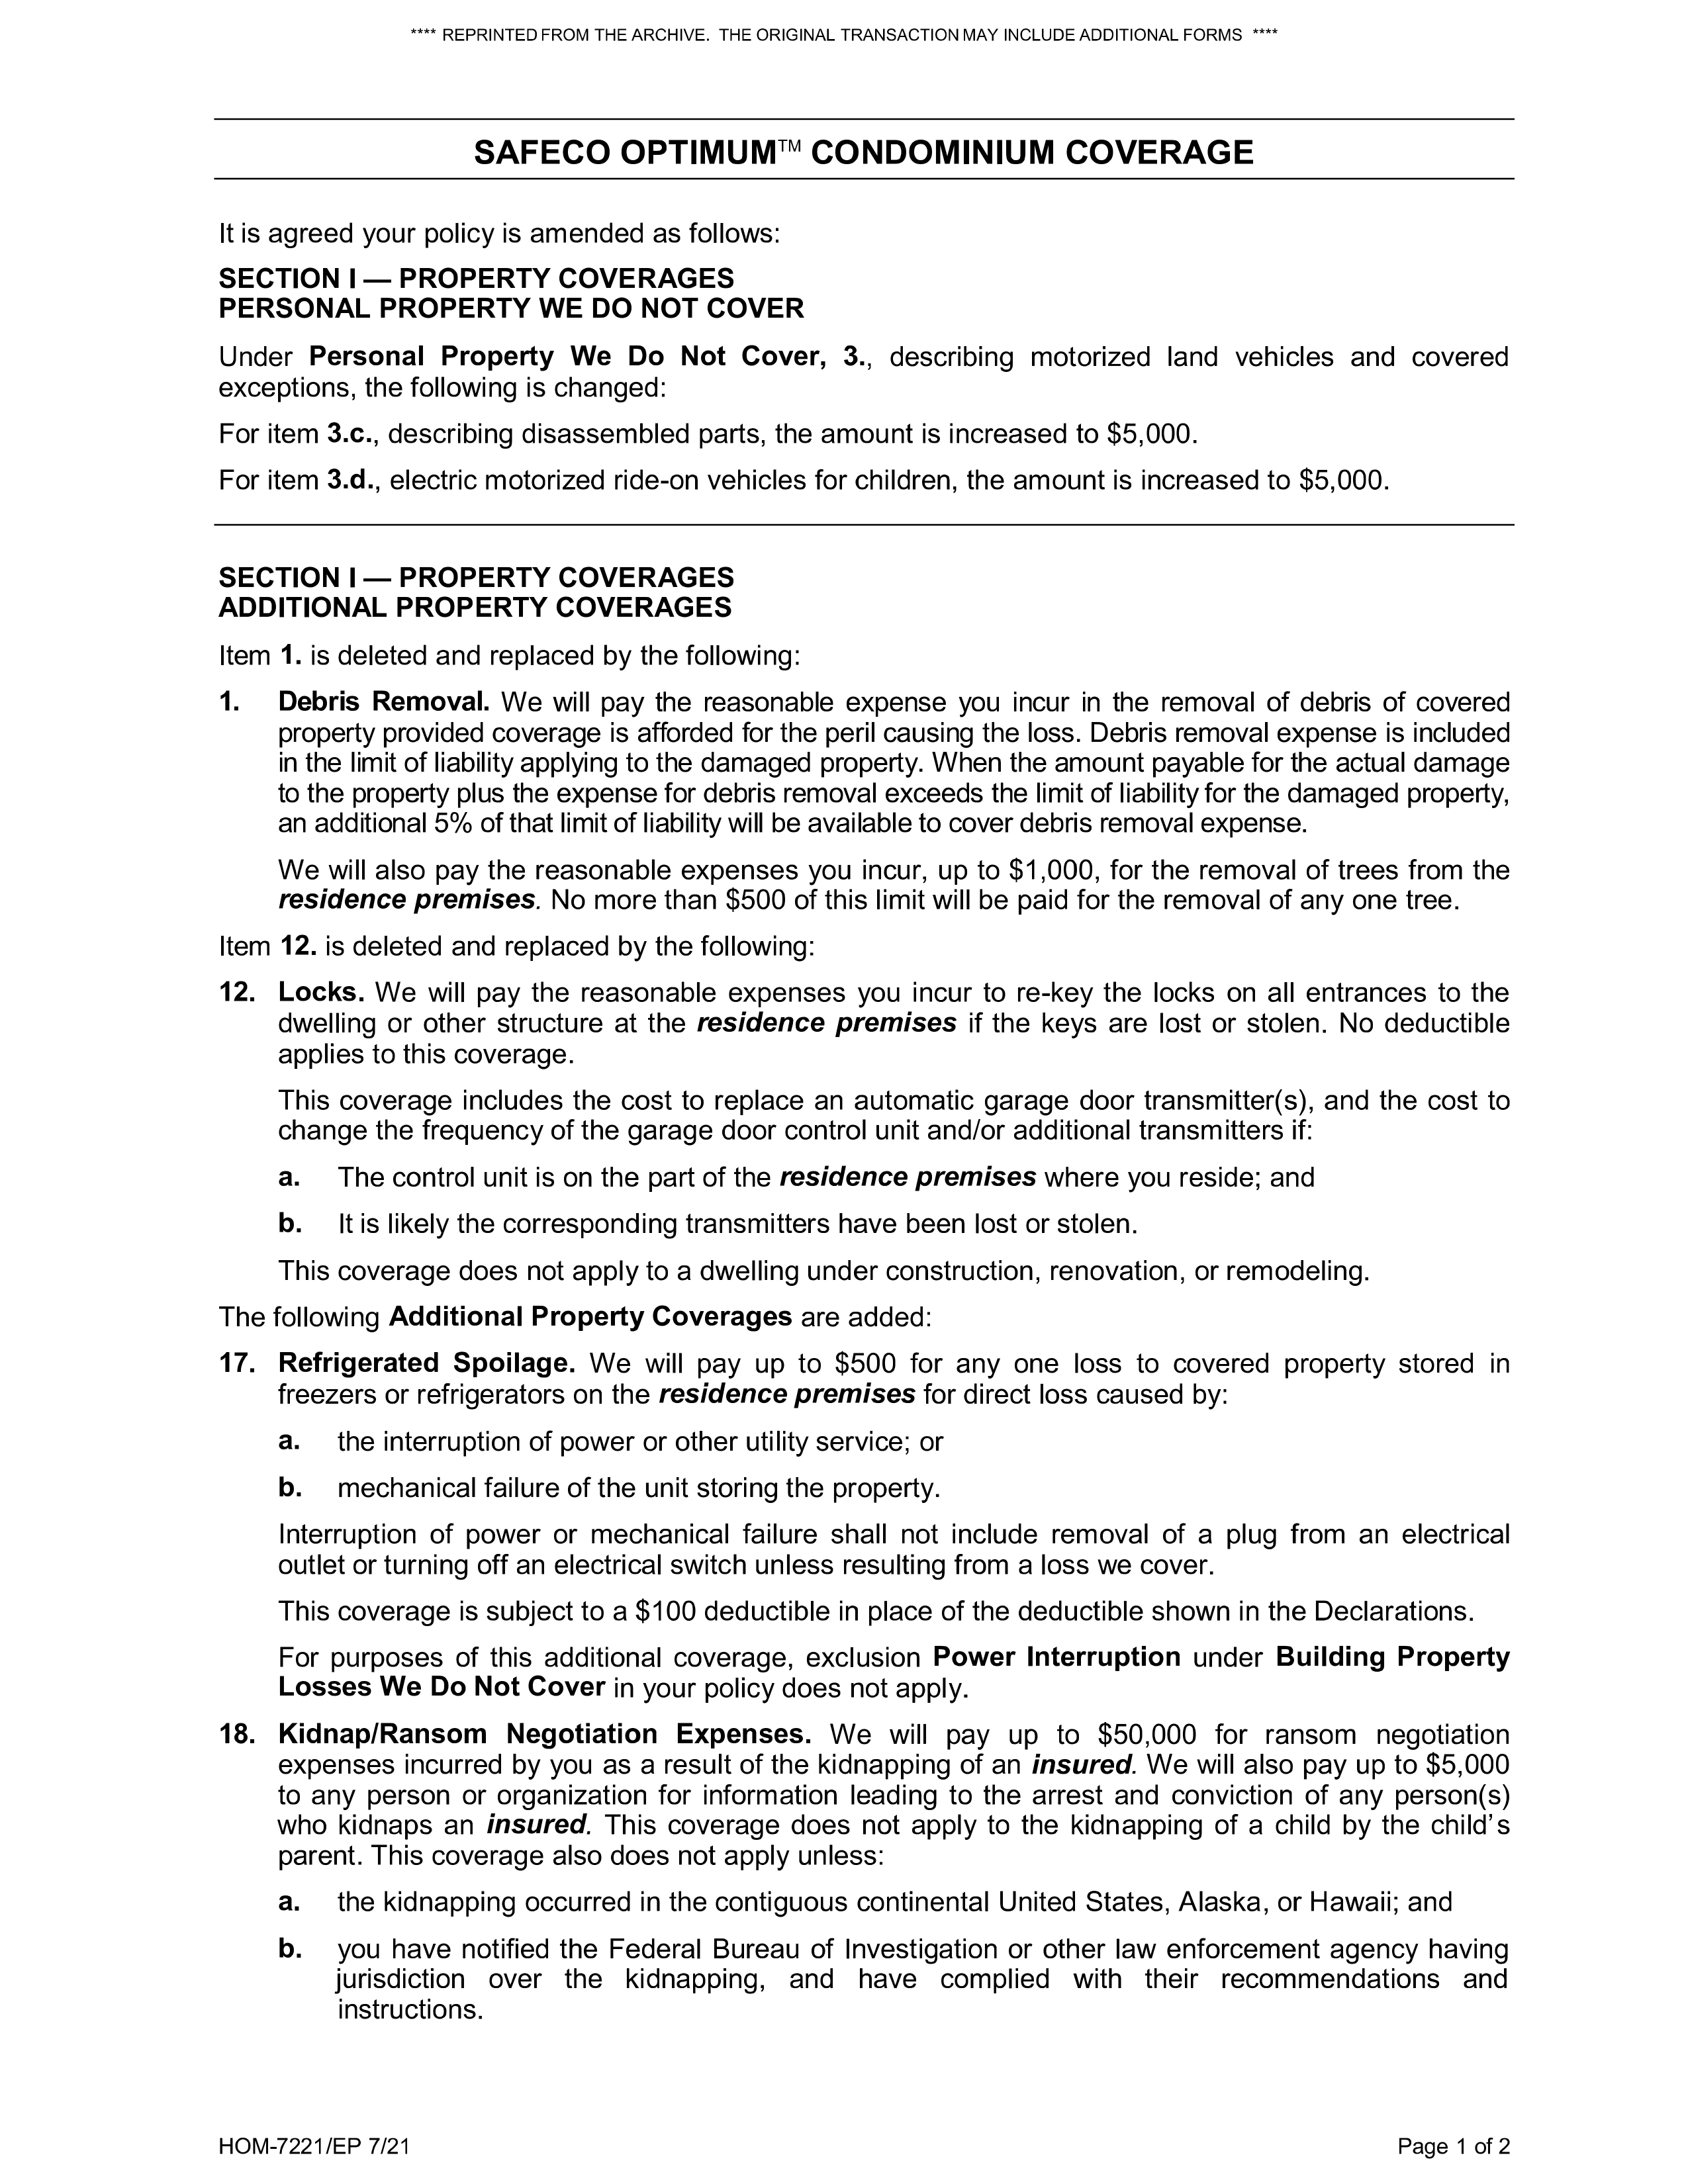 **** REPRINTED FROM THE ARCHIVE. THE ORIGINAL TRANSACTION MAY INCLUDE ADDITIONAL FORMS ****
SAFECO OPTIMUM™ CONDOMINIUM COVERAGE
It is agreed your policy is amended as follows:
SECTION I — PROPERTY COVERAGES
PERSONAL PROPERTY WE DO NOT COVER
Under Personal Property We Do Not Cover, 3., describing motorized land vehicles and covered
exceptions, the following is changed:
For item 3.c., describing disassembled parts, the amount is increased to $5,000.
For item 3.d., electric motorized ride-on vehicles for children, the amount is increased to $5,000.
SECTION I — PROPERTY COVERAGES
ADDITIONAL PROPERTY COVERAGES
Item 1. is deleted and replaced by the following:
1. Debris Removal. We will pay the reasonable expense you incur in the removal of debris of covered
property provided coverage is afforded for the peril causing the loss. Debris removal expense is included
in the limit of liability applying to the damaged property. When the amount payable for the actual damage
to the property plus the expense for debris removal exceeds the limit of liability for the damaged property,
an additional 5% of that limit of liability will be available to cover debris removal expense.
We will also pay the reasonable expenses you incur, up to $1,000, for the removal of trees from the
residence premises. No more than $500 of this limit will be paid for the removal of any one tree.
Item 12. is deleted and replaced by the following:
12. Locks. We will pay the reasonable expenses you incur to re-key the locks on all entrances to the
dwelling or other structure at the residence premises if the keys are lost or stolen. No deductible
applies to this coverage.
This coverage includes the cost to replace an automatic garage door transmitter(s), and the cost to
change the frequency of the garage door control unit and/or additional transmitters if:
a. The control unit is on the part of the residence premises where you reside; and
b. It is likely the corresponding transmitters have been lost or stolen.
This coverage does not apply to a dwelling under construction, renovation, or remodeling.
The following Additional Property Coverages are added:
17. Refrigerated Spoilage. We will pay up to $500 for any one loss to covered property stored in
freezers or refrigerators on the residence premises for direct loss caused by:
a. the interruption of power or other utility service; or
b. mechanical failure of the unit storing the property.
Interruption of power or mechanical failure shall not include removal of a plug from an electrical
outlet or turning off an electrical switch unless resulting from a loss we cover.
This coverage is subject to a $100 deductible in place of the deductible shown in the Declarations.
For purposes of this additional coverage, exclusion Power Interruption under Building Property
Losses We Do Not Cover in your policy does not apply.
18. Kidnap/Ransom Negotiation Expenses. We will pay up to $50,000 for ransom negotiation
expenses incurred by you as a result of the kidnapping of an insured. We will also pay up to $5,000
to any person or organization for information leading to the arrest and conviction of any person(s)
who kidnaps an insured. This coverage does not apply to the kidnapping of a child by the child's
parent. This coverage also does not apply unless:
a. the kidnapping occurred in the contiguous continental United States, Alaska, or Hawaii; and
b. you have notified the Federal Bureau of Investigation or other law enforcement agency having
jurisdiction over the kidnapping, and have complied with their recommendations and
instructions.
HOM-7221/EP 7/21
Page 1 of 2